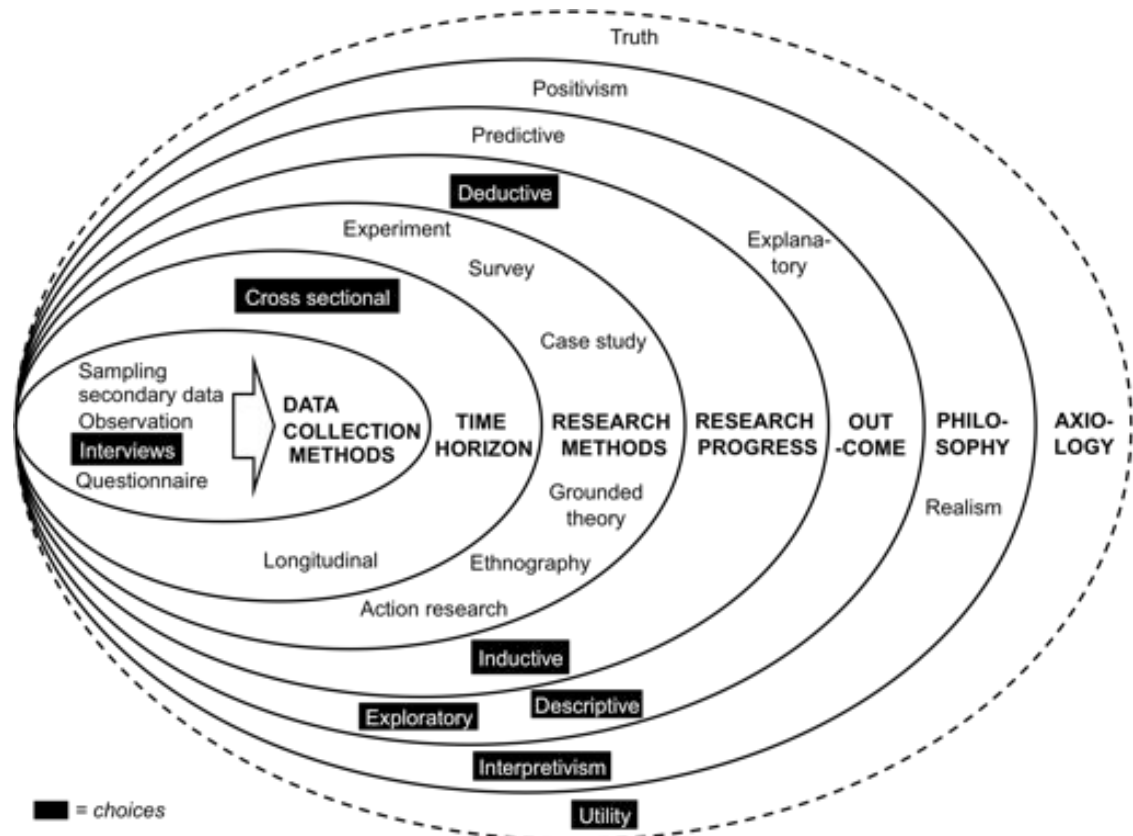 Truth
Positivism
Predictive
Deductive
Experiment
Explana-
tory
Survey
Cross sectional
Case study
Sampling
secondary data
Observation
Interviews
Questionnaire
DATA
COLLECTION
METHODS
TIME
HORIZON
RESEARCH
METHODS
RESEARCH
PROGRESS
OUT
-COME
PHILO-
SOPHY
AXIO-
LOGY
Grounded
theory
Realism
Longitudinal
Ethnography
Action research
Inductive
Descriptive
Exploratory
Interpretivism
= choices
Utility